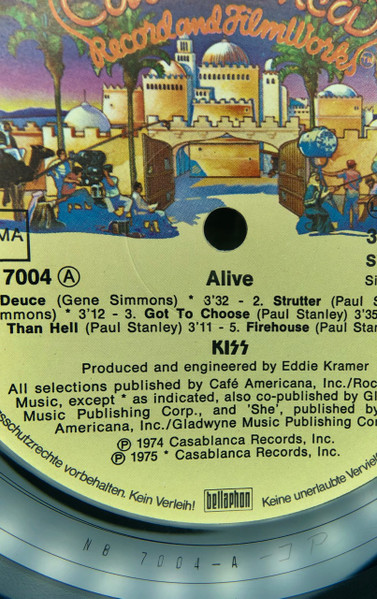 Record and FilmWorks
TM
MA
3
7004 Ⓐ
Alive
S
Si
Deuce (Gene Simmons) * 3'32 - 2. Strutter (Paul S
mmons) * 3'12 - 3. Got To Choose (Paul Stanley) 3'35
Than Hell (Paul Stanley) 3'11 - 5. Firehouse (Paul Stan
KISS
Produced and engineered by Eddie Kramer
All selections published by Café Americana, Inc./Roc
Music, except * as indicated, also co-published by Gl
Music Publishing Corp., and 'She', published by
Americana, Inc./Gladwyne Music Publishing Cor
Ⓟ 1974 Casablanca Records, Inc.
Ⓟ 1975 * Casablanca Records, Inc.
sschutzrechte vorbehalten. Kein Verleih!
bellaphon
Keine unerlaubte Vervielf
NB 7004-A